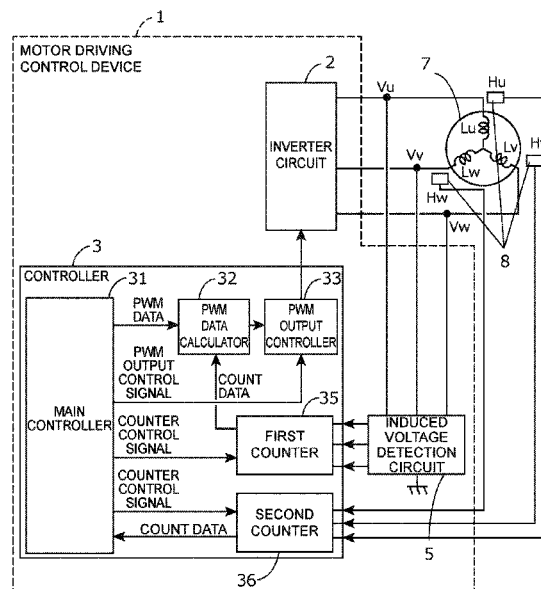 1
MOTOR DRIVING
CONTROL DEVICE
2
INVERTER
CIRCUIT
Vu
7
Hu
Lu
Lv
Lw
Vv
Hw
Vw
8
3
CONTROLLER
31
MAIN
CONTROLLER
PWM
DATA
32
PWM
DATA
CALCULATOR
33
PWM
OUTPUT
CONTROLLER
PWM
OUTPUT
CONTROL
SIGNAL
COUNT
DATA
35
COUNTER
CONTROL
SIGNAL
FIRST
COUNTER
INDUCED
VOLTAGE
DETECTION
CIRCUIT
COUNTER
CONTROL
SIGNAL
COUNT DATA
SECOND
COUNTER
5
36